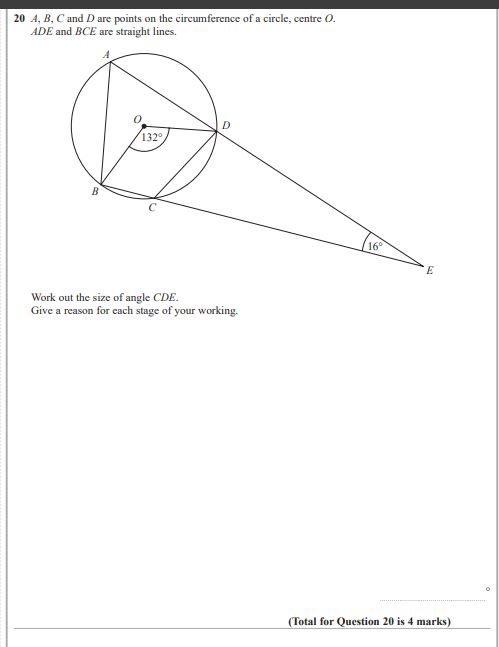 20 A, B, C and D are points on the circumference of a circle, centre O.
ADE and BCE are straight lines.
A
O
D
132°
B
C
16°
E
Work out the size of angle CDE.
Give a reason for each stage of your working.
°
(Total for Question 20 is 4 marks)